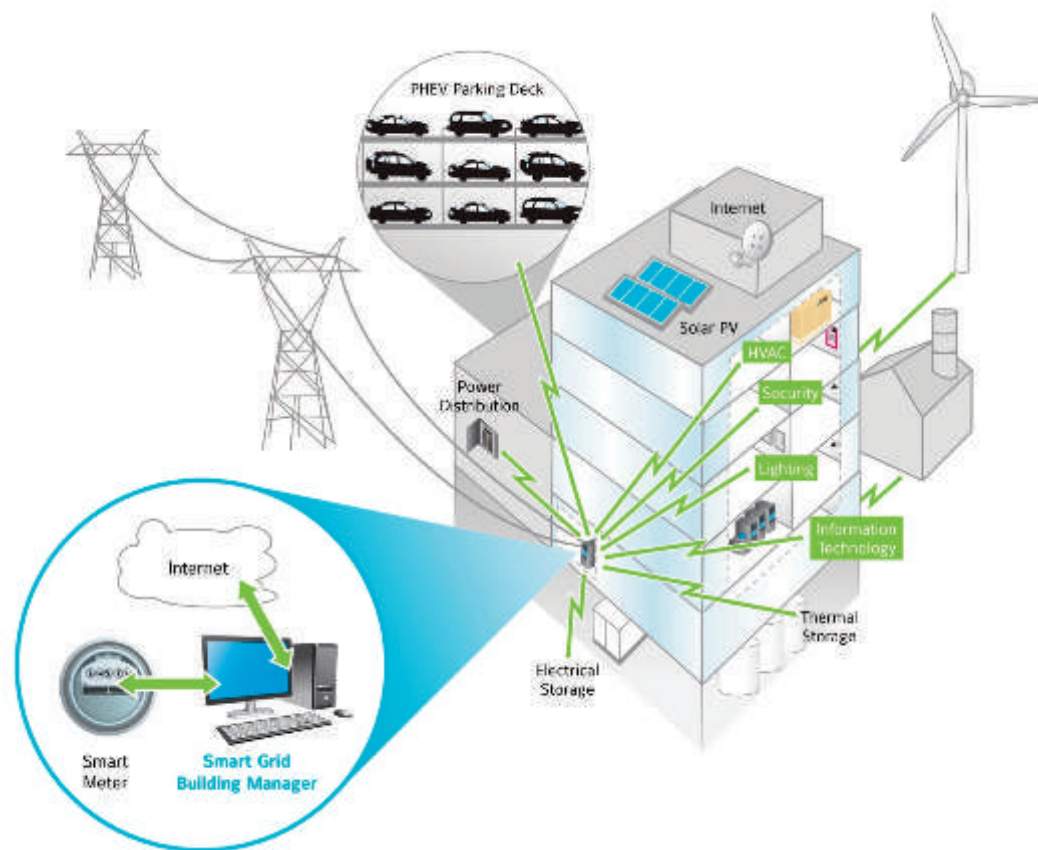 PHEV Parking Deck
Internet
Solar PV
HVAC
Power
Distribution
Security
Lighting
Information
Technology
Internet
Thermal
Storage
Electrical
Storage
Smart
Meter
Smart Grid
Building Manager